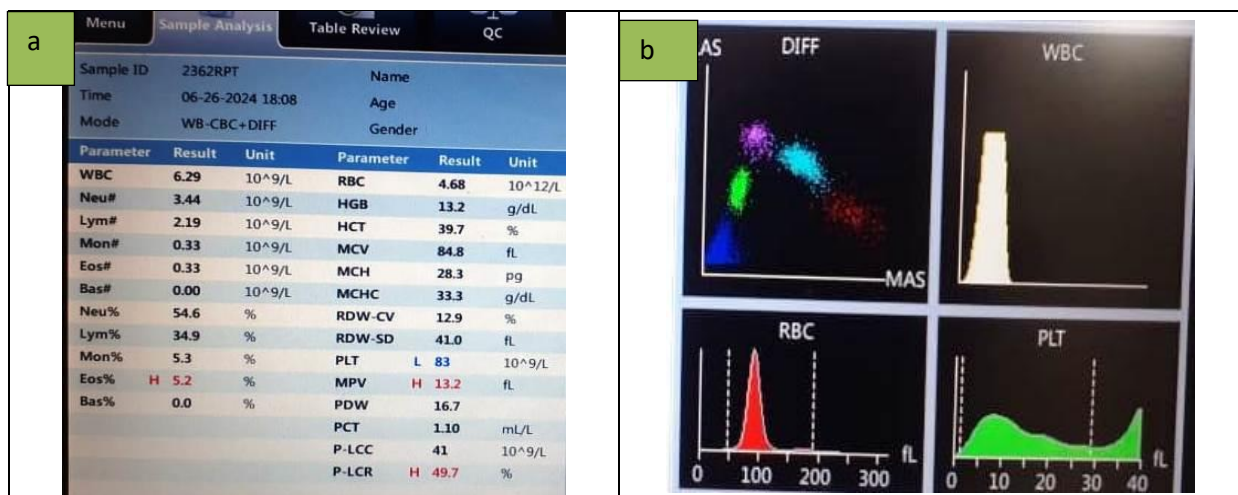 a
Menu Sample Analysis Table Review QC
Sample ID 2362RPT Name
Time 06-26-2024 18:08 Age
Mode WB-CBC+DIFF Gender
Parameter Result Unit Parameter Result Unit
WBC 6.29 10^9/L RBC 4.68 10^12/L
Neu# 3.44 10^9/L HGB 13.2 g/dL
Lym# 2.19 10^9/L HCT 39.7 %
Mon# 0.33 10^9/L MCV 84.8 fL
Eos# 0.33 10^9/L MCH 28.3 pg
Bas# 0.00 10^9/L MCHC 33.3 g/dL
Neu% 54.6 % RDW-CV 12.9 %
Lym% 34.9 % RDW-SD 41.0 fL
Mon% 5.3 % PLT L 83 10^9/L
Eos% H 5.2 % MPV H 13.2 fL
Bas% 0.0 % PDW 16.7
PCT 1.10 mL/L
P-LCC 41 10^9/L
P-LCR H 49.7 %
b
AS DIFF
MAS
WBC
RBC
0 100 200 300 fL
PLT
0 10 20 30 40 fL